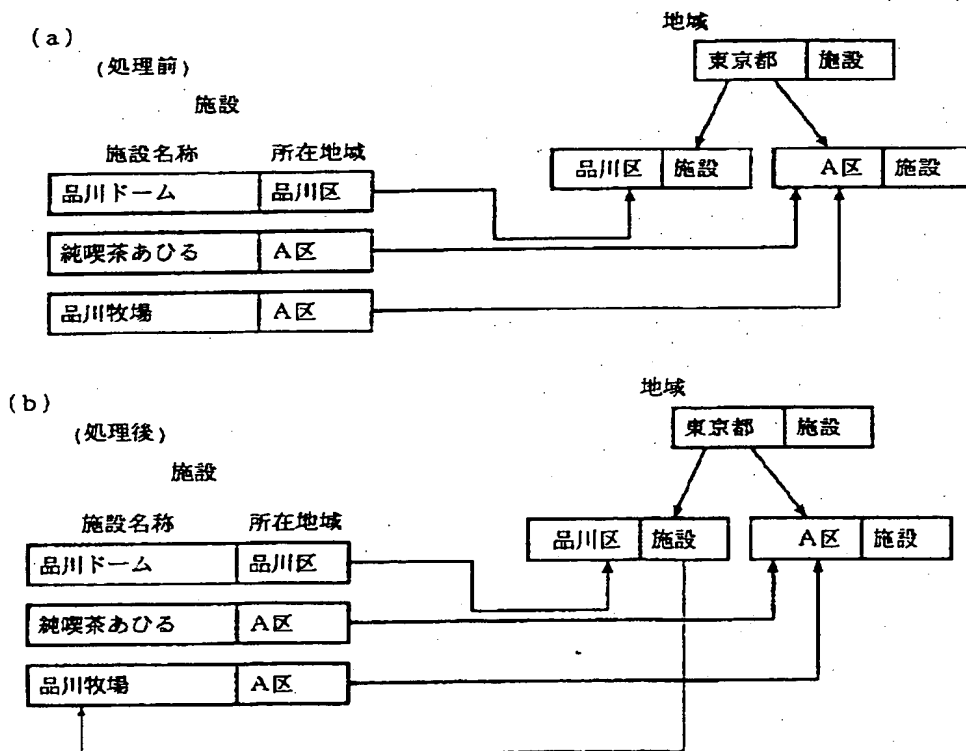 (a)
(処理前)
施設
施設名称 所在地域
品川ドーム 品川区
純喫茶あひる A区
品川牧場 A区
地域
東京都 施設
品川区 施設 A区 施設
(b)
(処理後)
施設
施設名称 所在地域
品川ドーム 品川区
純喫茶あひる A区
品川牧場 A区
地域
東京都 施設
品川区 施設 A区 施設